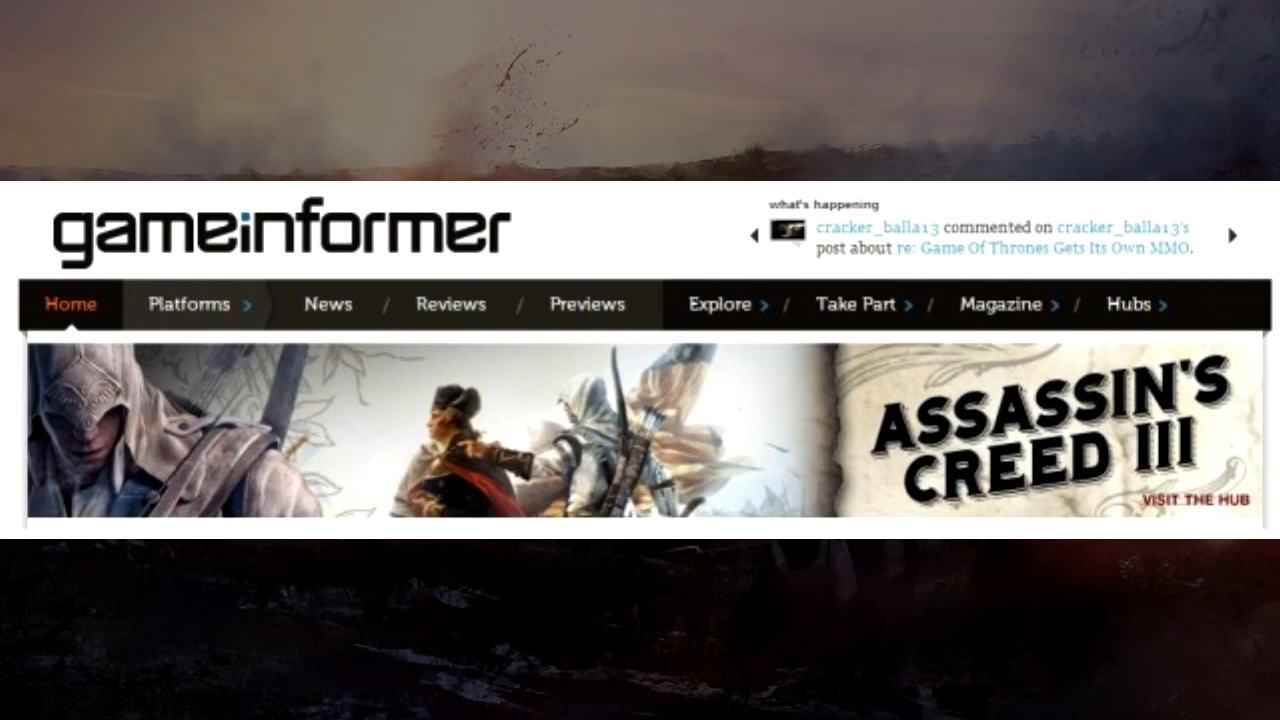 gameinformer
what's happening
cracker_balla13 commented on cracker_balla13's
post about re: Game Of Thrones Gets Its Own MMO.
Home Platforms > News / Reviews / Previews Explore > / Take Part > / Magazine > / Hubs >
ASSASSIN'S
CREED III
VISIT THE HUB